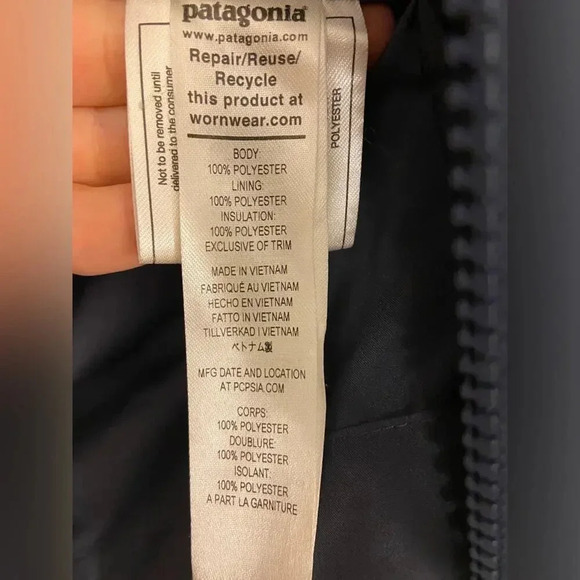 patagonia®
www.patagonia.com
Repair/Reuse/
Recycle
this product at
wornwear.com
BODY
100% POLYESTER
LINING:
100% POLYESTER
INSULATION:
100% POLYESTER
EXCLUSIVE OF TRIM
MADE IN VIETNAM
FABRIQUÉ AU VIETNAM
HECHO EN VIETNAM
FATTO IN VIETNAM
TILLVERKAD I VIETNAM
ベトナム製
MFG DATE AND LOCATION
AT PCPSIA.COM
CORPS:
100% POLYESTER
DOUBLURE:
100% POLYESTER
ISOLANT:
100% POLYESTER
A PART LA GARNITURE
Not to be removed until
delivered to the consumer
POLYESTER